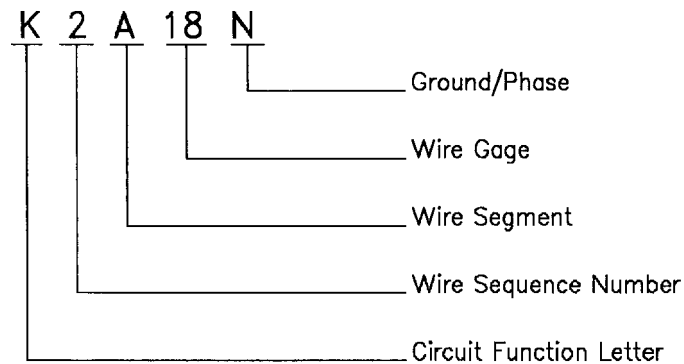 K 2 A 18 N
Ground/Phase
Wire Gage
Wire Segment
Wire Sequence Number
Circuit Function Letter